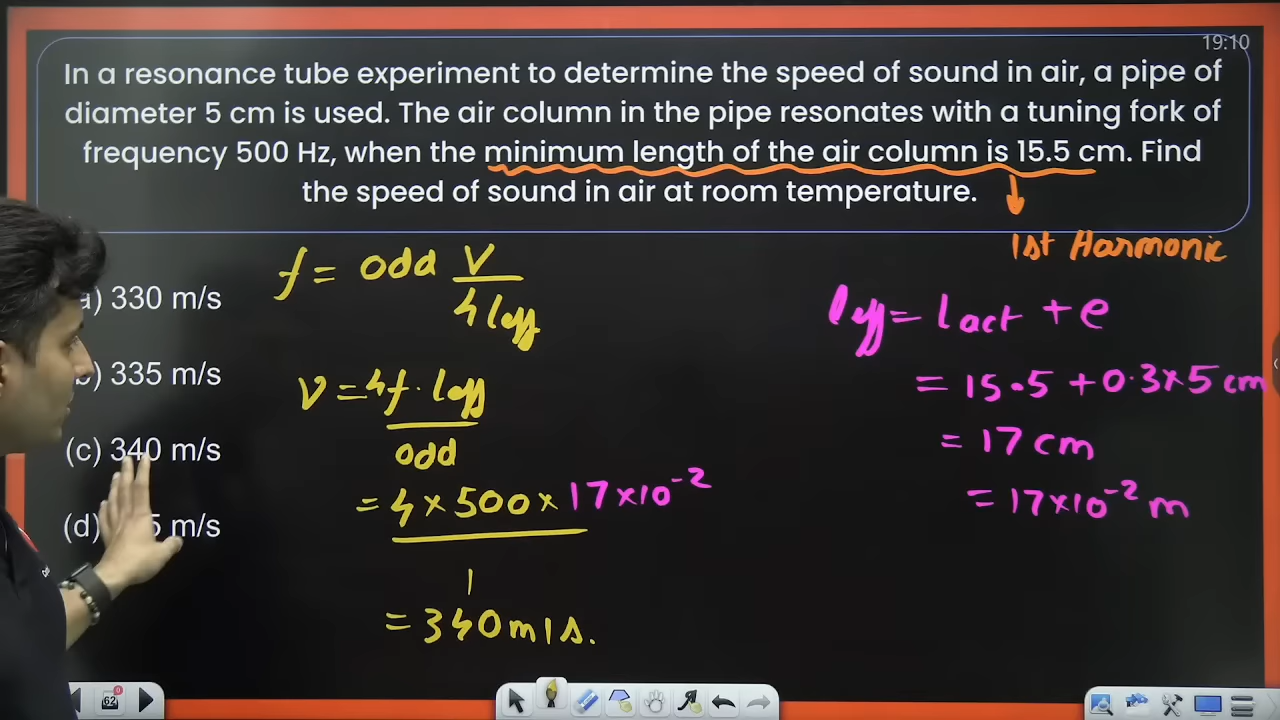 19:10
In a resonance tube experiment to determine the speed of sound in air, a pipe of
diameter 5 cm is used. The air column in the pipe resonates with a tuning fork of
frequency 500 Hz, when the minimum length of the air column is 15.5 cm. Find
the speed of sound in air at room temperature.
1st Harmonic
a) 330 m/s
b) 335 m/s
(c) 340 m/s
(d) 5 m/s
f = odd V / 4 leff
V = 4f . leff / odd
= 4 × 500 × 17×10⁻² / 1
= 340 m/s.
leff = lact + e
= 15.5 + 0.3×5 cm
= 17 cm
= 17×10⁻² m
62